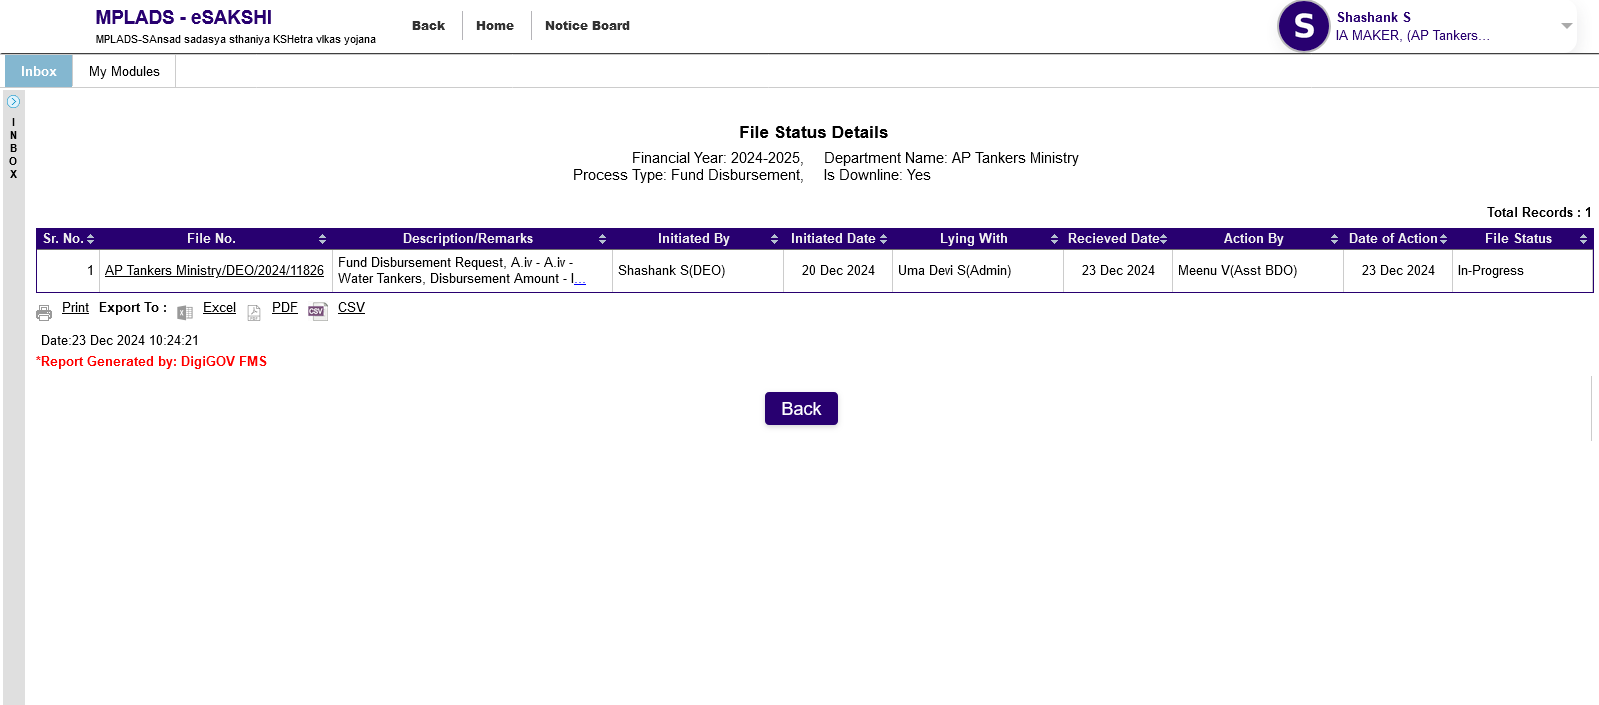 MPLADS - eSAKSHI
MPLADS-SAnsad sadasya sthaniya KSHetra vIkas yojana
Back Home Notice Board
S
Shashank S
IA MAKER, (AP Tankers...
Inbox My Modules
INBOX
File Status Details
Financial Year: 2024-2025, Department Name: AP Tankers Ministry
Process Type: Fund Disbursement, Is Downline: Yes
Total Records : 1
Sr. No. File No. Description/Remarks Initiated By Initiated Date Lying With Recieved Date Action By Date of Action File Status
1 AP Tankers Ministry/DEO/2024/11826 Fund Disbursement Request, A.iv - A.iv - Water Tankers, Disbursement Amount - I... Shashank S(DEO) 20 Dec 2024 Uma Devi S(Admin) 23 Dec 2024 Meenu V(Asst BDO) 23 Dec 2024 In-Progress
Print Export To : Excel PDF CSV
Date:23 Dec 2024 10:24:21
*Report Generated by: DigiGOV FMS
Back